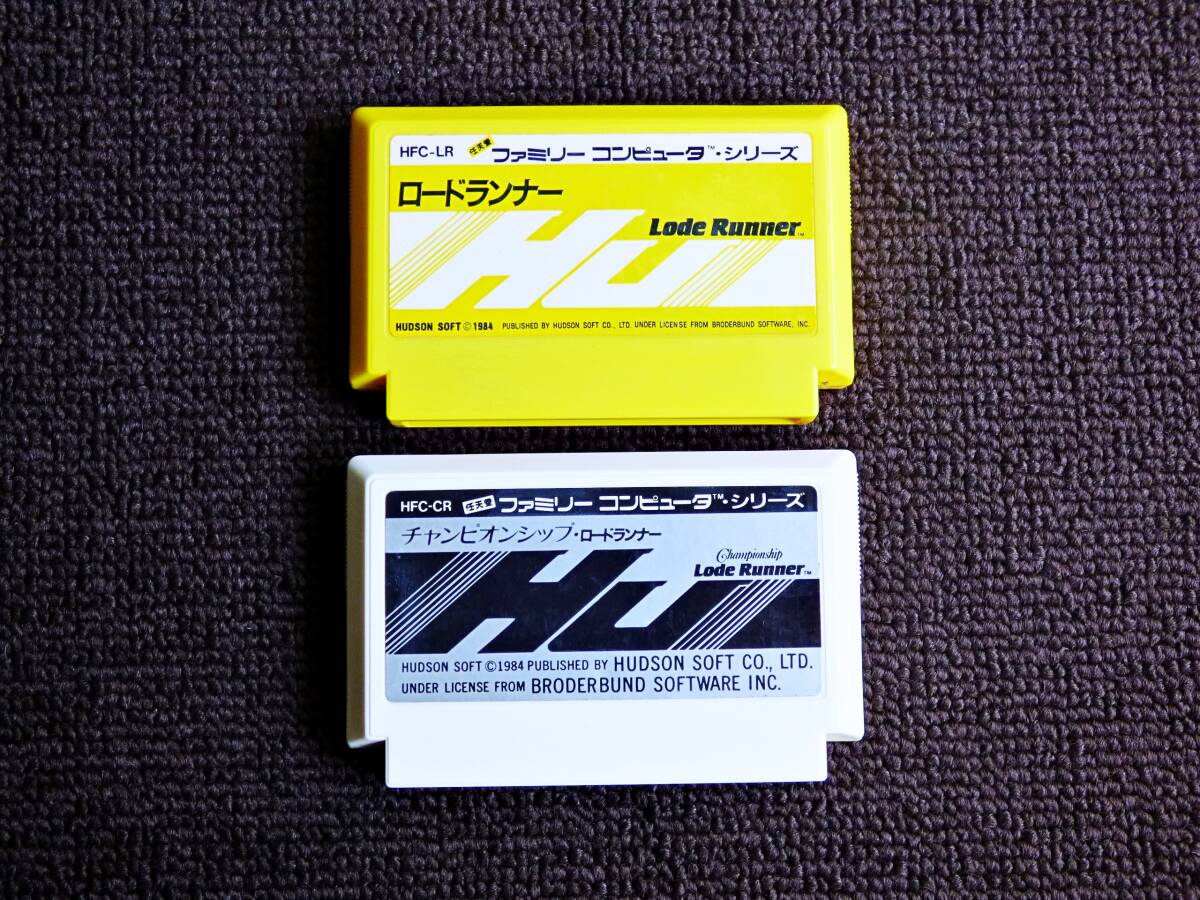 HFC-LR 任天堂 ファミリー コンピュータ™・シリーズ
ロードランナー
Lode Runner™
HU
HUDSON SOFT © 1984 PUBLISHED BY HUDSON SOFT CO., LTD. UNDER LICENSE FROM BRODERBUND SOFTWARE, INC.
HFC-CR 任天堂 ファミリー コンピュータ™・シリーズ
チャンピオンシップ・ロードランナー
Championship
Lode Runner™
HU
HUDSON SOFT ©1984 PUBLISHED BY HUDSON SOFT CO., LTD.
UNDER LICENSE FROM BRODERBUND SOFTWARE INC.